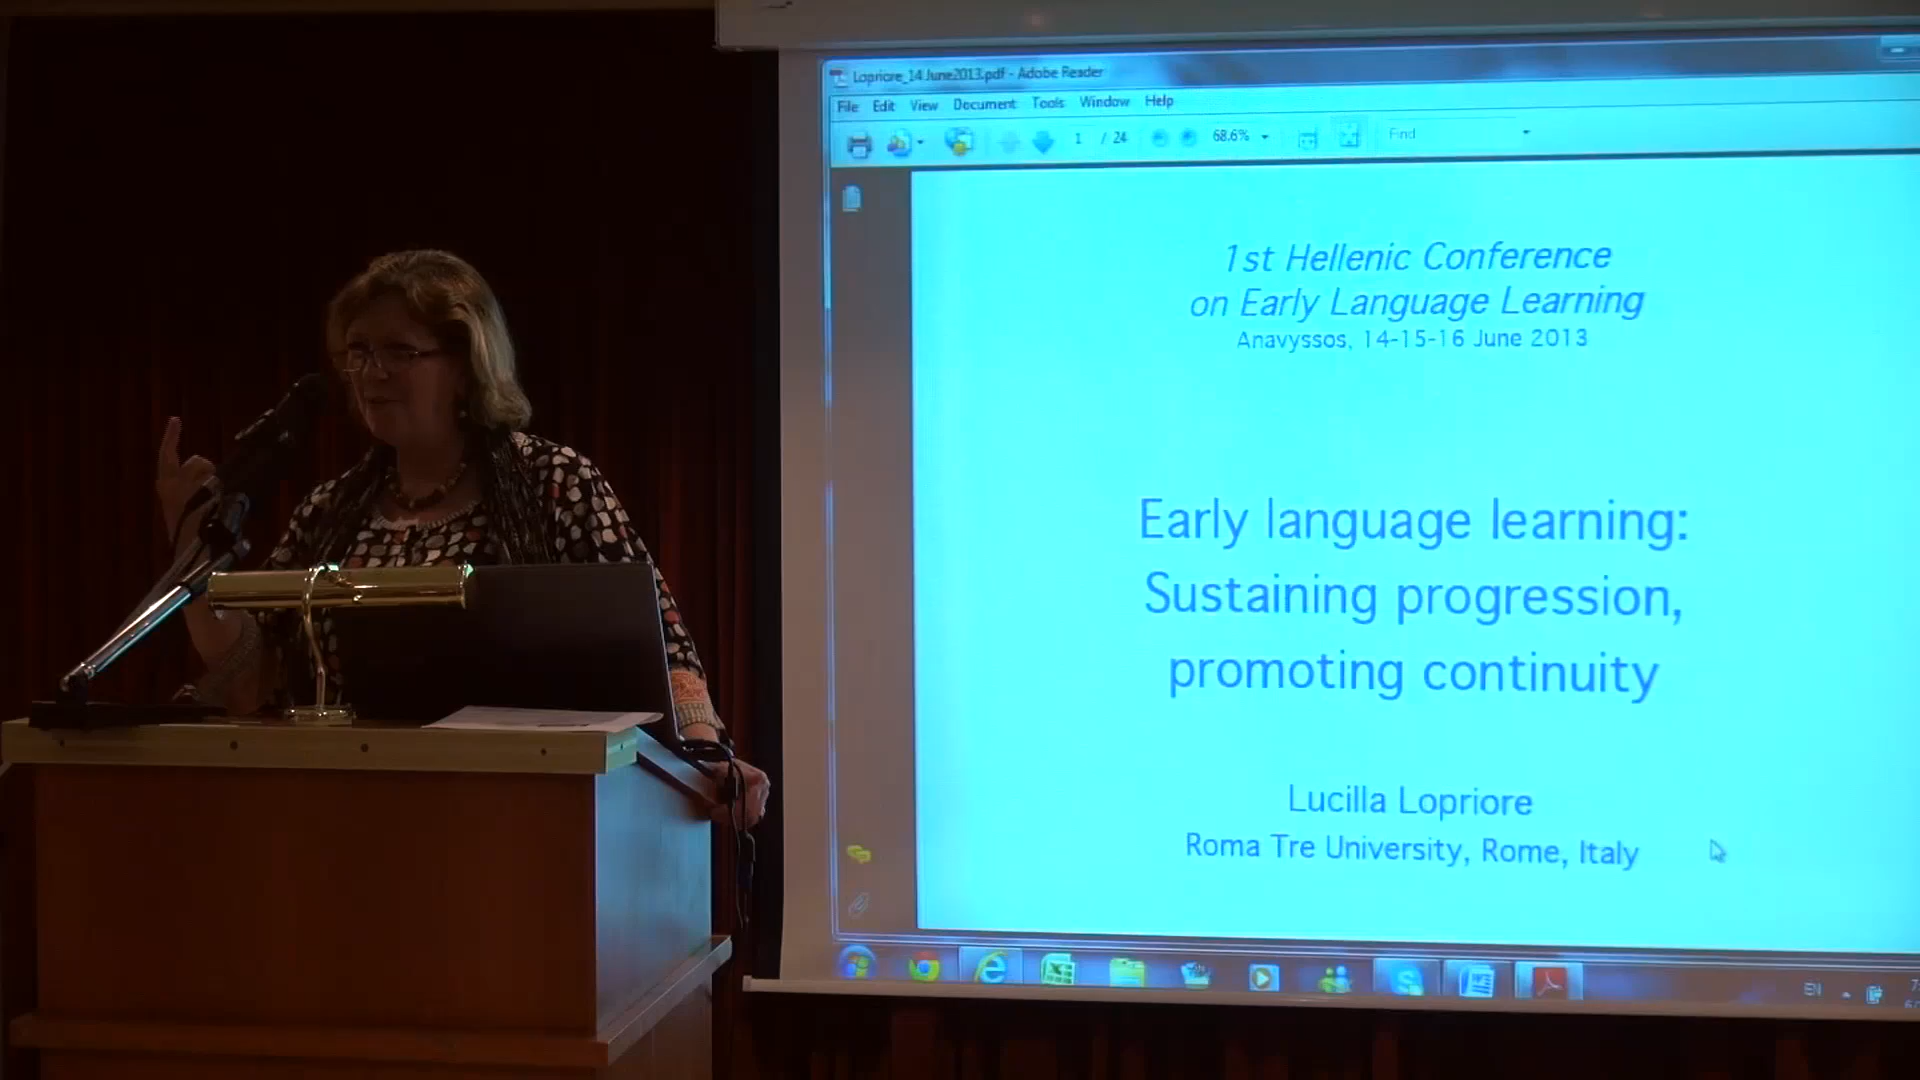 Lopriore_14 June2013.pdf - Adobe Reader
File Edit View Document Tools Window Help
1 / 24 68.6% Find
1st Hellenic Conference
on Early Language Learning
Anavyssos, 14-15-16 June 2013
Early language learning:
Sustaining progression,
promoting continuity
Lucilla Lopriore
Roma Tre University, Rome, Italy
EN